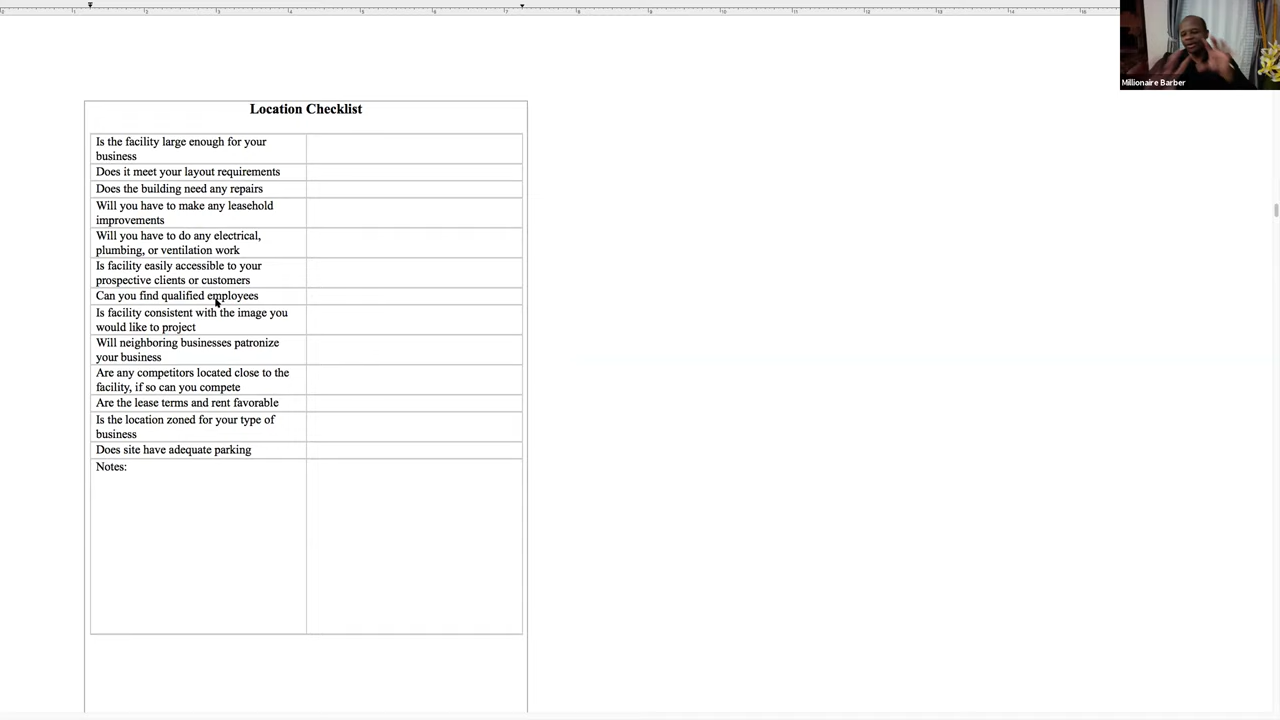 Millionaire Barber
Location Checklist
Is the facility large enough for your
business
Does it meet your layout requirements
Does the building need any repairs
Will you have to make any leasehold
improvements
Will you have to do any electrical,
plumbing, or ventilation work
Is facility easily accessible to your
prospective clients or customers
Can you find qualified employees
Is facility consistent with the image you
would like to project
Will neighboring businesses patronize
your business
Are any competitors located close to the
facility, if so can you compete
Are the lease terms and rent favorable
Is the location zoned for your type of
business
Does site have adequate parking
Notes: